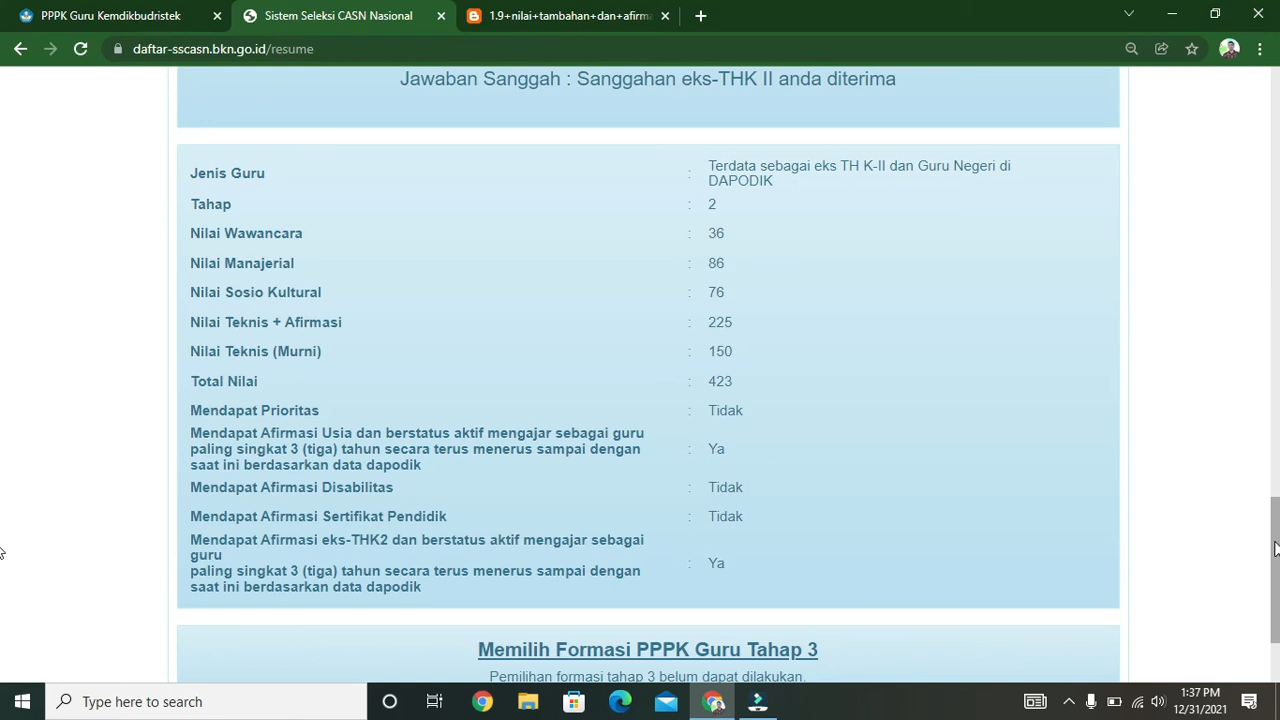 PPPK Guru Kemdikbudristek
Sistem Seleksi CASN Nasional
1.9+nilai+tambahan+dan+afirma
daftar-sscasn.bkn.go.id/resume
Jawaban Sanggah : Sanggahan eks-THK II anda diterima
Jenis Guru : Terdata sebagai eks TH K-II dan Guru Negeri di
DAPODIK
Tahap : 2
Nilai Wawancara : 36
Nilai Manajerial : 86
Nilai Sosio Kultural : 76
Nilai Teknis + Afirmasi : 225
Nilai Teknis (Murni) : 150
Total Nilai : 423
Mendapat Prioritas : Tidak
Mendapat Afirmasi Usia dan berstatus aktif mengajar sebagai guru
paling singkat 3 (tiga) tahun secara terus menerus sampai dengan : Ya
saat ini berdasarkan data dapodik
Mendapat Afirmasi Disabilitas : Tidak
Mendapat Afirmasi Sertifikat Pendidik : Tidak
Mendapat Afirmasi eks-THK2 dan berstatus aktif mengajar sebagai
guru : Ya
paling singkat 3 (tiga) tahun secara terus menerus sampai dengan
saat ini berdasarkan data dapodik
Memilih Formasi PPPK Guru Tahap 3
Pemilihan formasi tahap 3 belum dapat dilakukan.
Type here to search
1:37 PM
12/31/2021